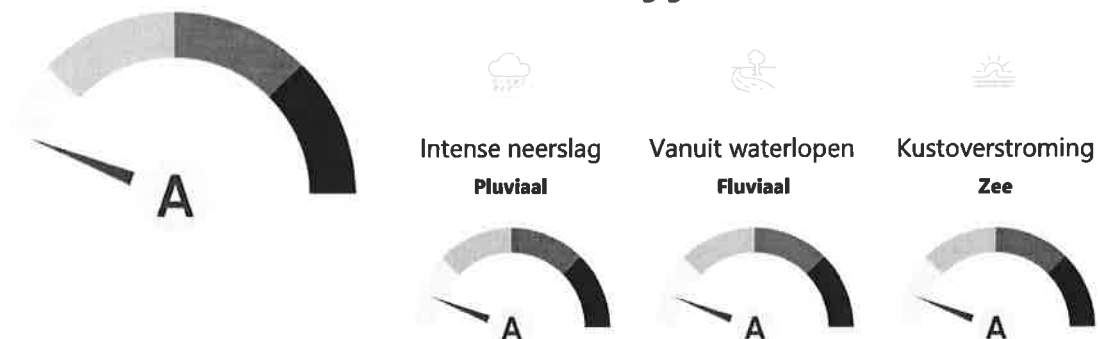 A
Intense neerslag
Vanuit waterlopen
Kustoverstroming
Pluviaal
Fluviaal
Zee
A
A
A